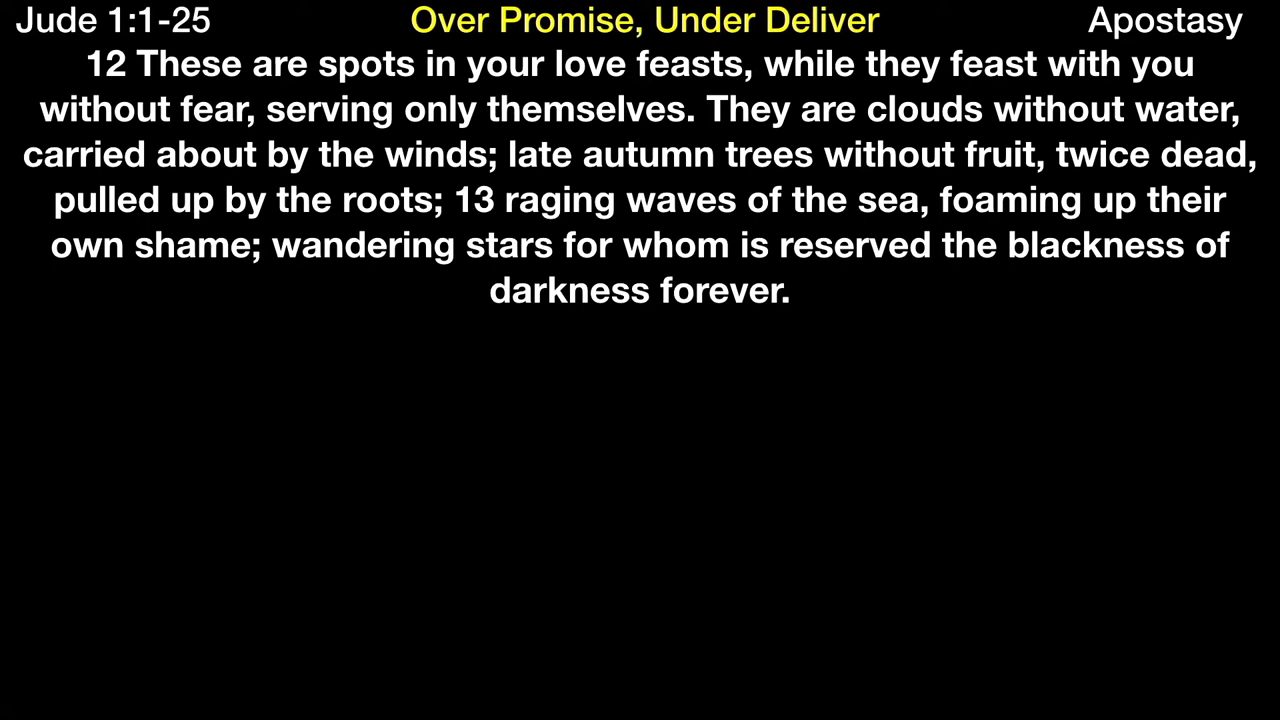 Jude 1:1-25 Over Promise, Under Deliver Apostasy
12 These are spots in your love feasts, while they feast with you
without fear, serving only themselves. They are clouds without water,
carried about by the winds; late autumn trees without fruit, twice dead,
pulled up by the roots; 13 raging waves of the sea, foaming up their
own shame; wandering stars for whom is reserved the blackness of
darkness forever.